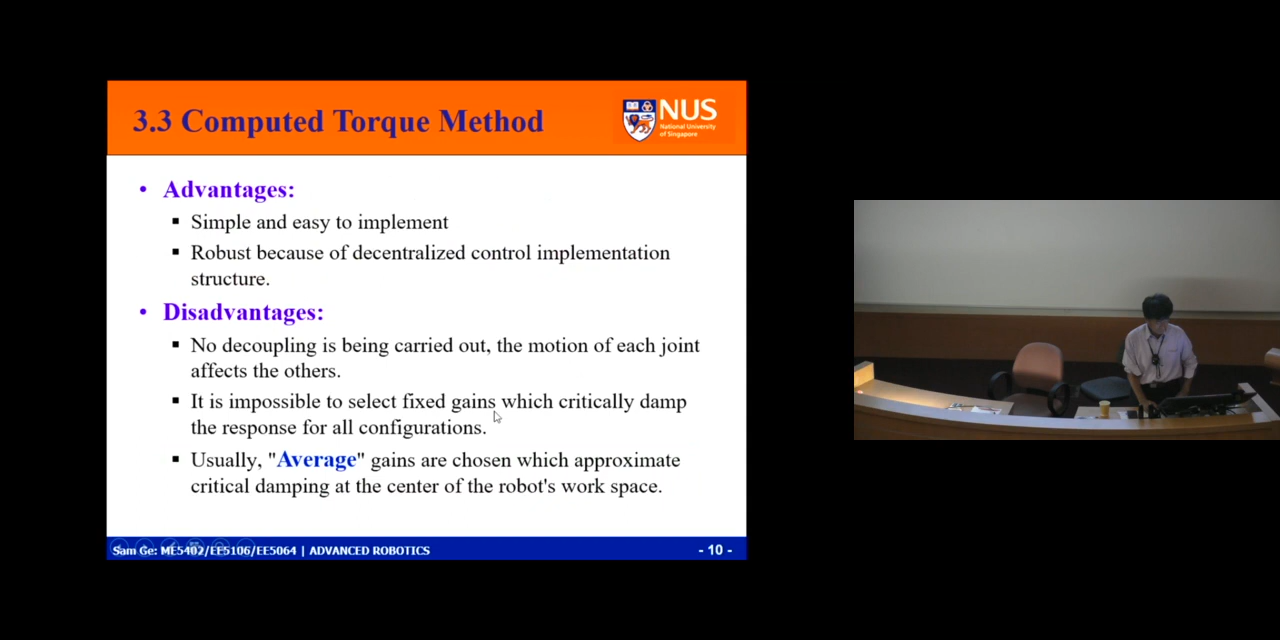 3.3 Computed Torque Method
NUS
National University
of Singapore
• Advantages:
▪ Simple and easy to implement
▪ Robust because of decentralized control implementation
structure.
• Disadvantages:
▪ No decoupling is being carried out, the motion of each joint
affects the others.
▪ It is impossible to select fixed gains which critically damp
the response for all configurations.
▪ Usually, "Average" gains are chosen which approximate
critical damping at the center of the robot's work space.
Sam Ge: ME5402/EE5106/EE5064 | ADVANCED ROBOTICS
- 10 -